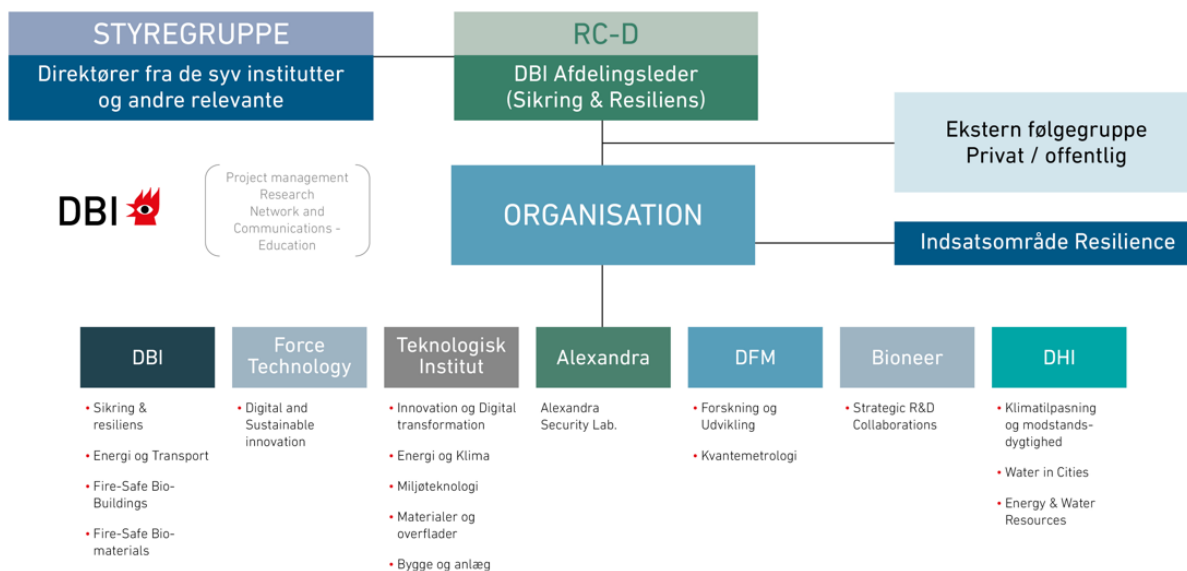 STYREGRUPPE
Direktører fra de syv institutter
og andre relevante
RC-D
DBI Afdelingsleder
(Sikring & Resiliens)
Ekstern følgegruppe
Privat / offentlig
DBI
Project management
Research
Network and
Communications -
Education
ORGANISATION
Indsatsområde Resilience
DBI
• Sikring &
resiliens
• Energi og Transport
• Fire-Safe Bio-
Buildings
• Fire-Safe Bio-
materials
Force
Technology
• Digital and
Sustainable
innovation
Teknologisk
Institut
• Innovation og Digital
transformation
• Energi og Klima
• Miljøteknologi
• Materialer og
overflader
• Bygge og anlæg
Alexandra
Alexandra
Security Lab.
DFM
• Forskning og
Udvikling
• Kvantemetrologi
Bioneer
• Strategic R&D
Collaborations
DHI
• Klimatilpasning
og modstands-
dygtighed
• Water in Cities
• Energy & Water
Resources